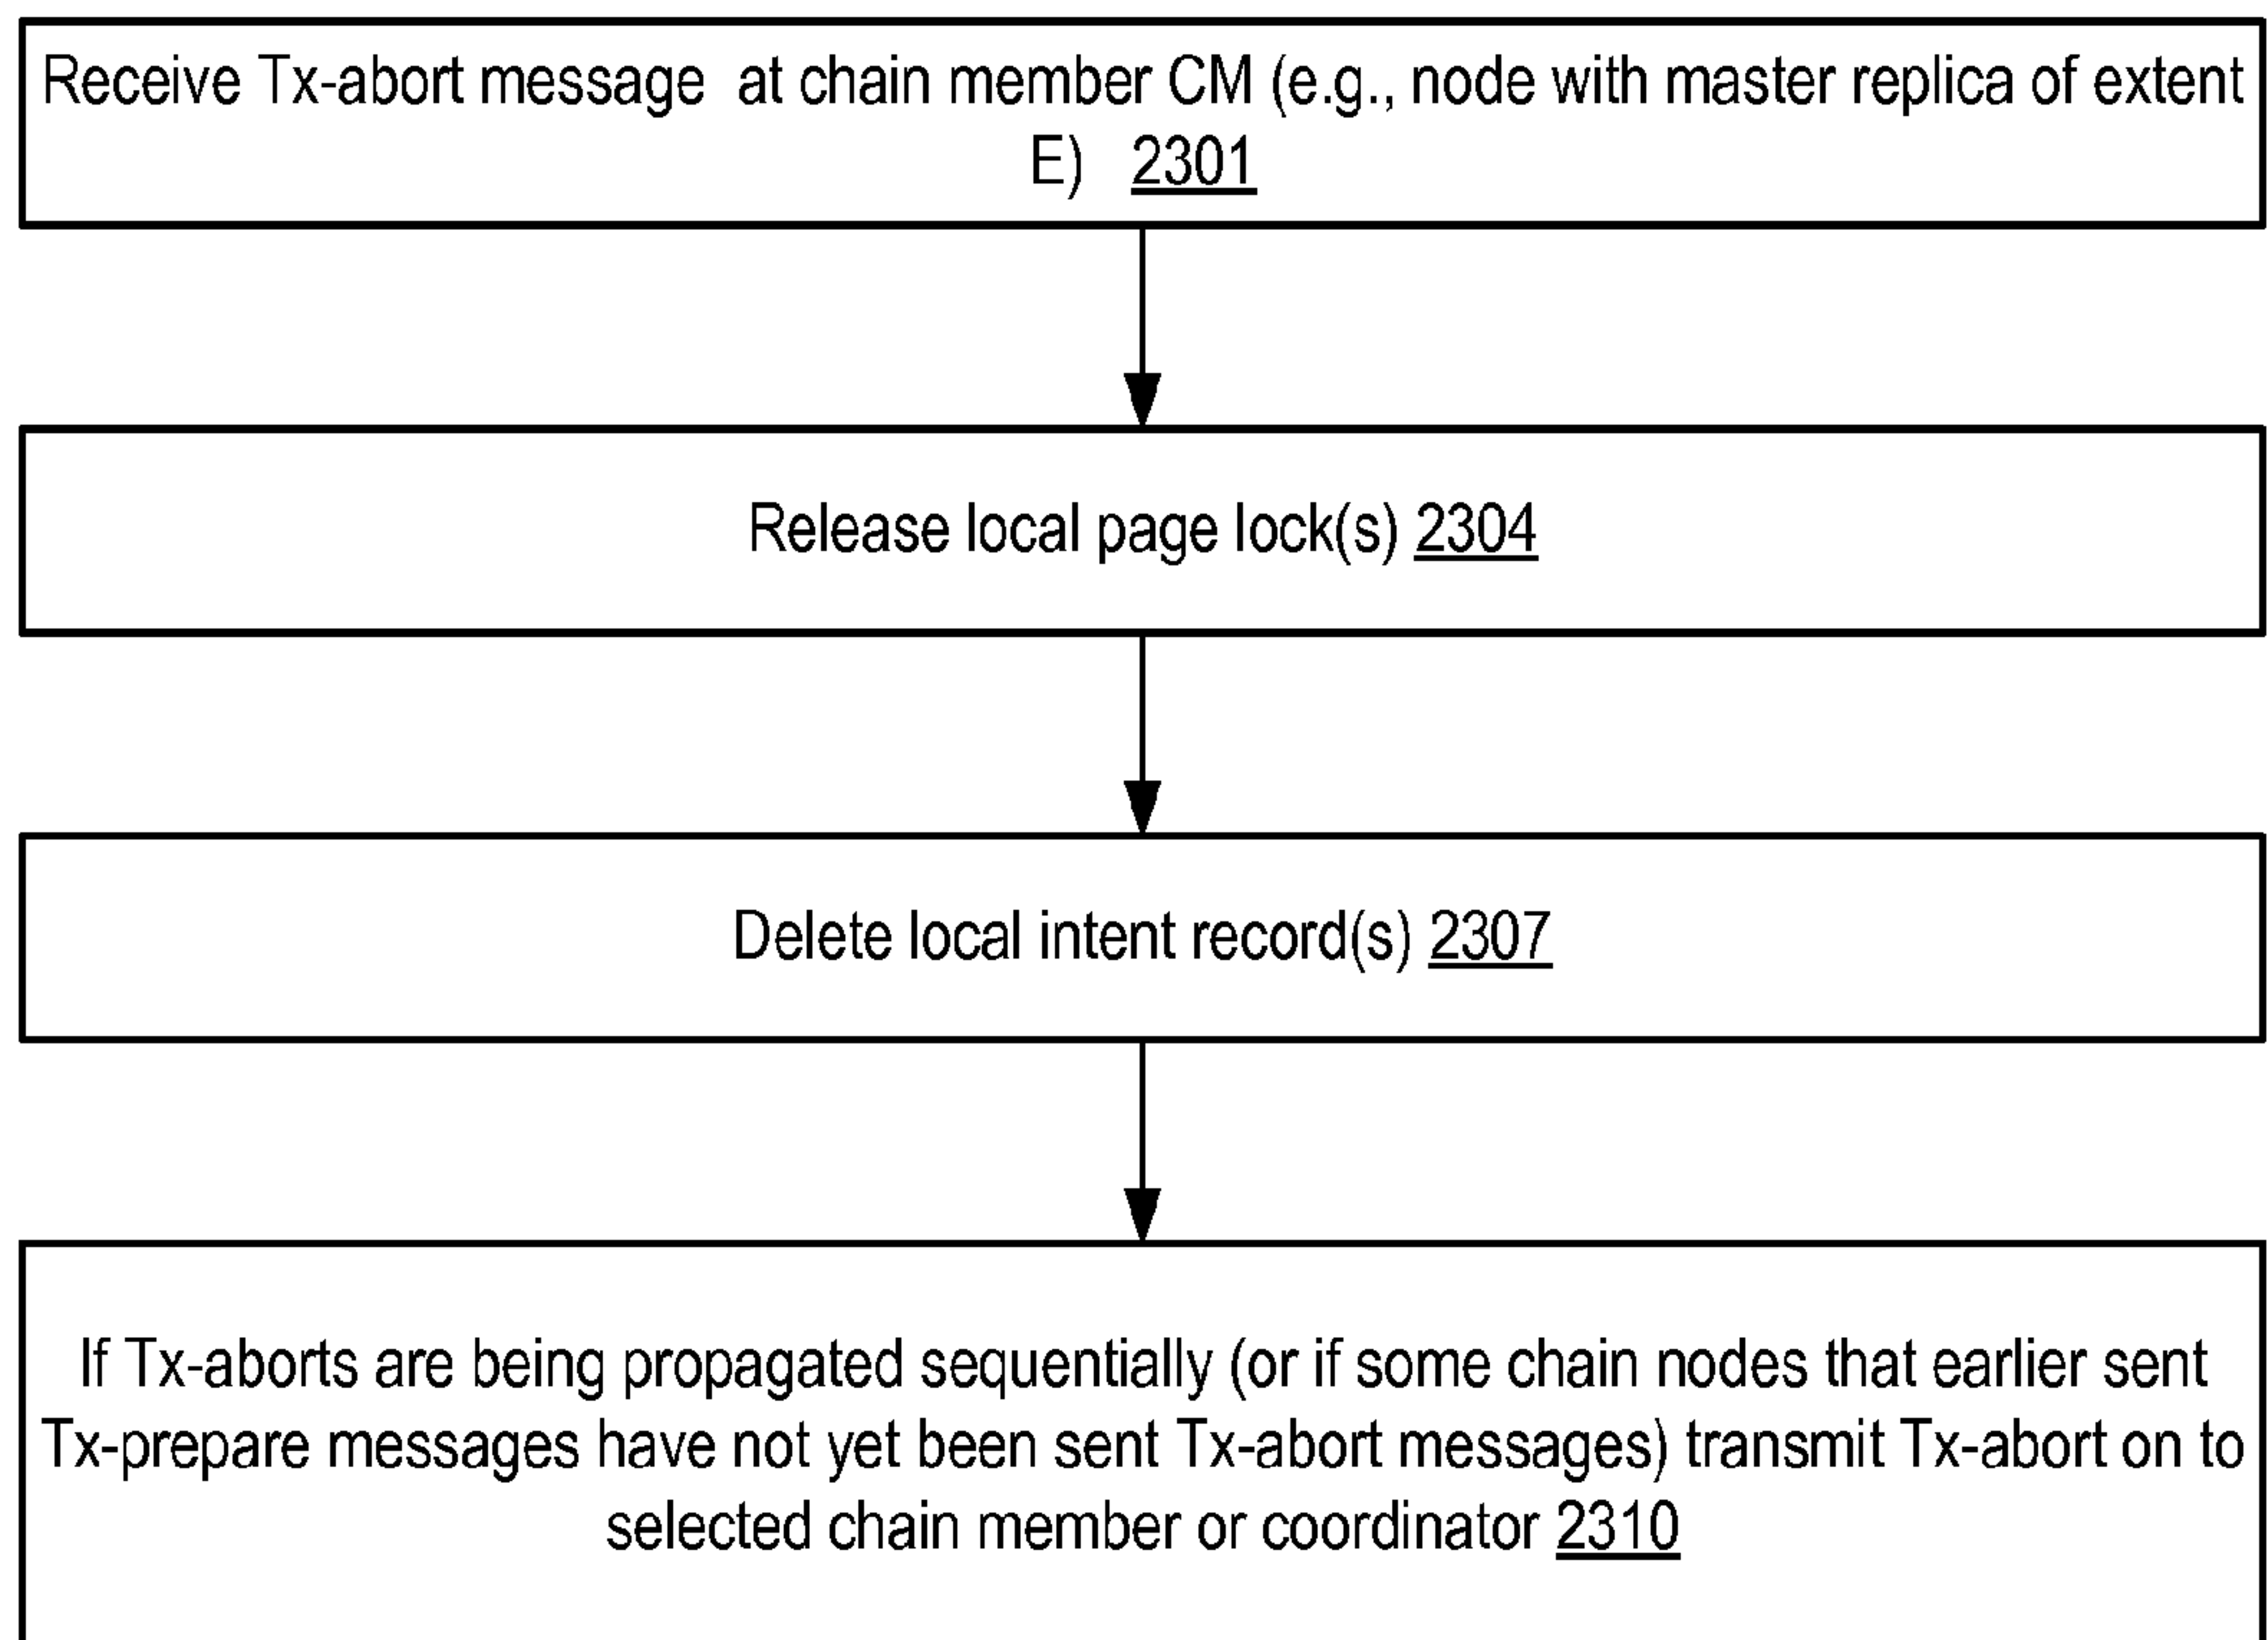 Receive Tx-abort message at chain member CM (e.g., node with master replica of extent
E) 2301
Release local page lock(s) 2304
Delete local intent record(s) 2307
If Tx-aborts are being propagated sequentially (or if some chain nodes that earlier sent
Tx-prepare messages have not yet been sent Tx-abort messages) transmit Tx-abort on to
selected chain member or coordinator 2310